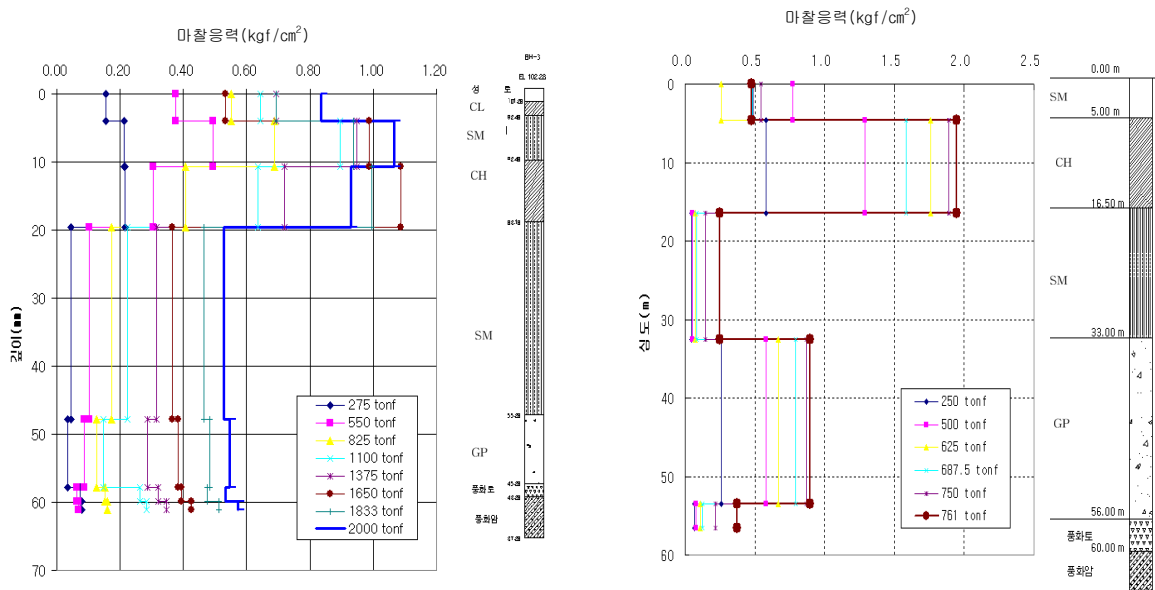 마찰응력(kgf/cm²)
0.00 0.20 0.40 0.60 0.80 1.00 1.20
0
10
20
30
40
50
60
70
깊이(m)
275 tonf
550 tonf
825 tonf
1100 tonf
1375 tonf
1650 tonf
1833 tonf
2000 tonf
BH-3
EL 102.28
성 토
CL
SM
CH
SM
GP
풍화토
풍화암
마찰응력(kgf/cm²)
0.0 0.5 1.0 1.5 2.0 2.5
0
10
20
30
40
50
60
심도(m)
250 tonf
500 tonf
625 tonf
687.5 tonf
750 tonf
761 tonf
0.00 m
SM
5.00 m
CH
16.50 m
SM
33.00 m
GP
56.00 m
풍화토
60.00 m
풍화암